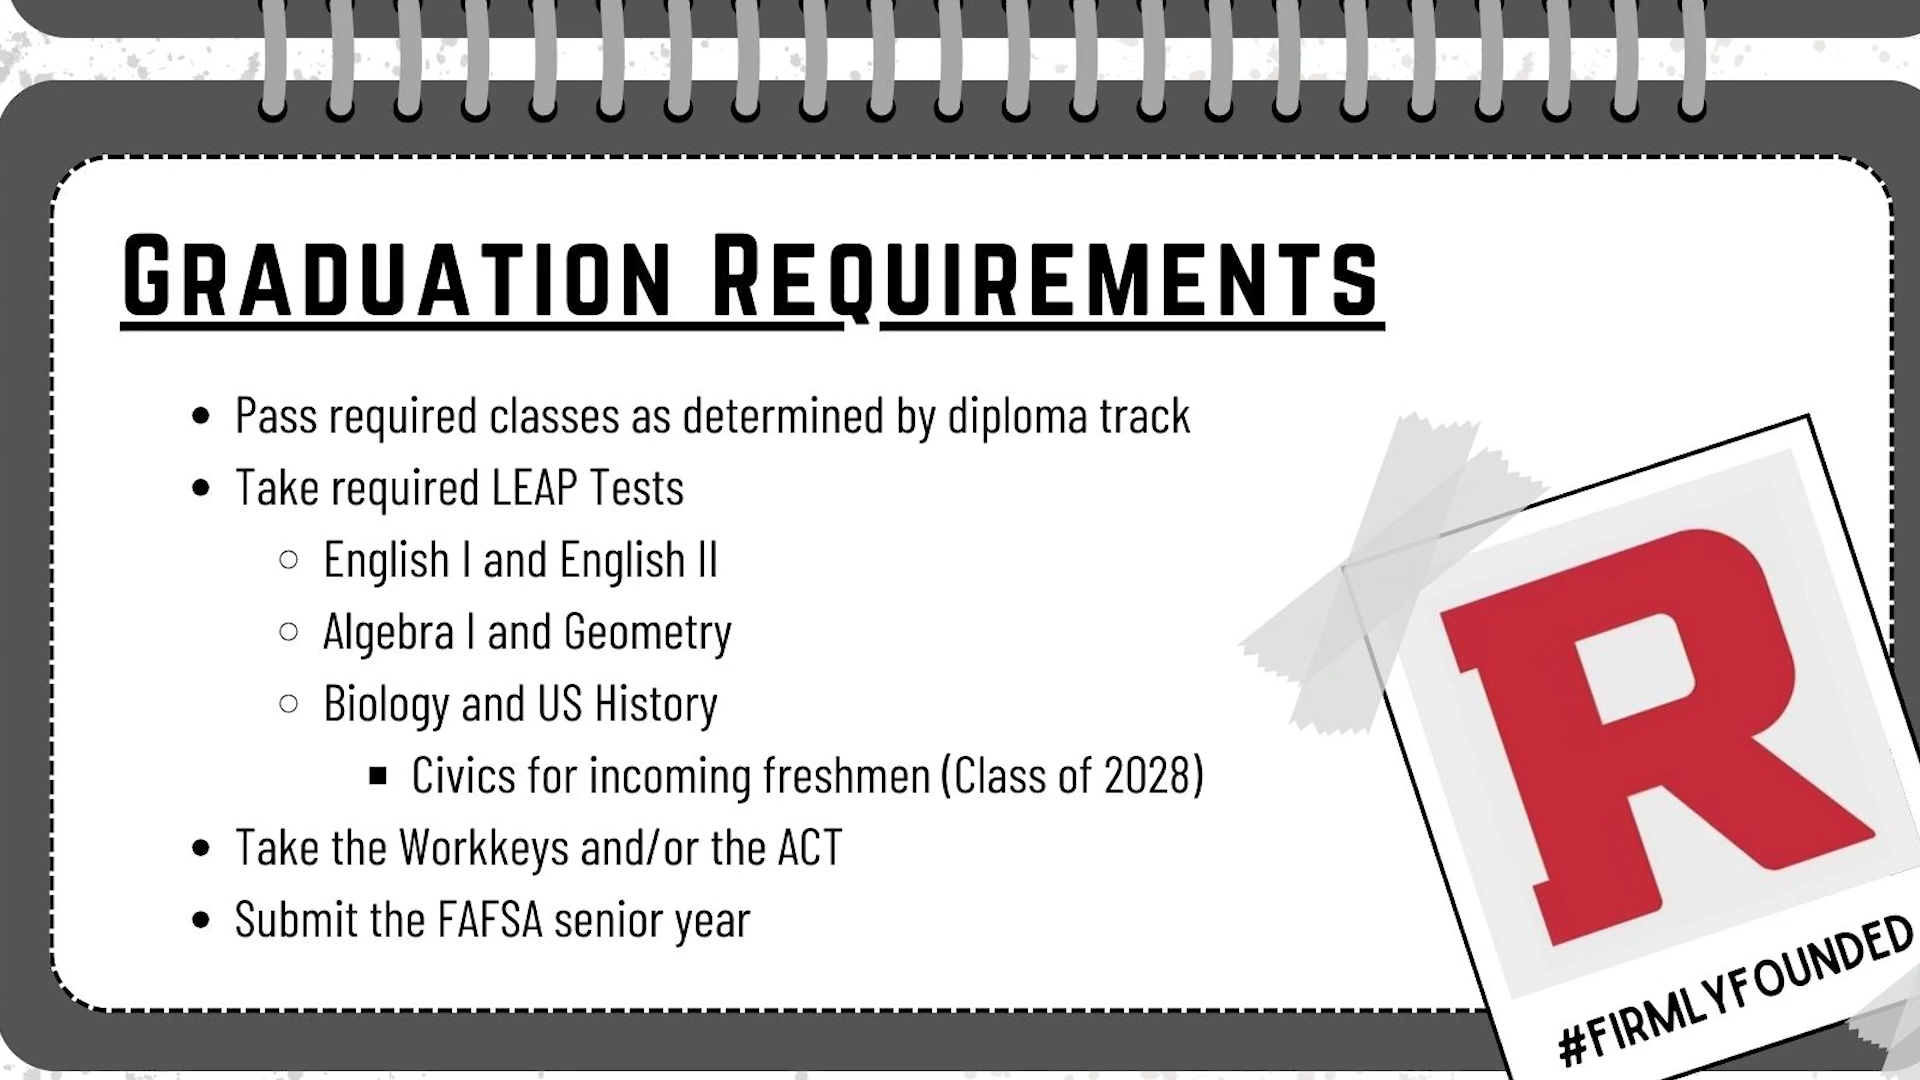 Graduation Requirements
Pass required classes as determined by diploma track
Take required LEAP Tests
English I and English II
Algebra I and Geometry
Biology and US History
Civics for incoming freshmen (Class of 2028)
Take the Workkeys and/or the ACT
Submit the FAFSA senior year
R
#FIRMLYFOUNDED